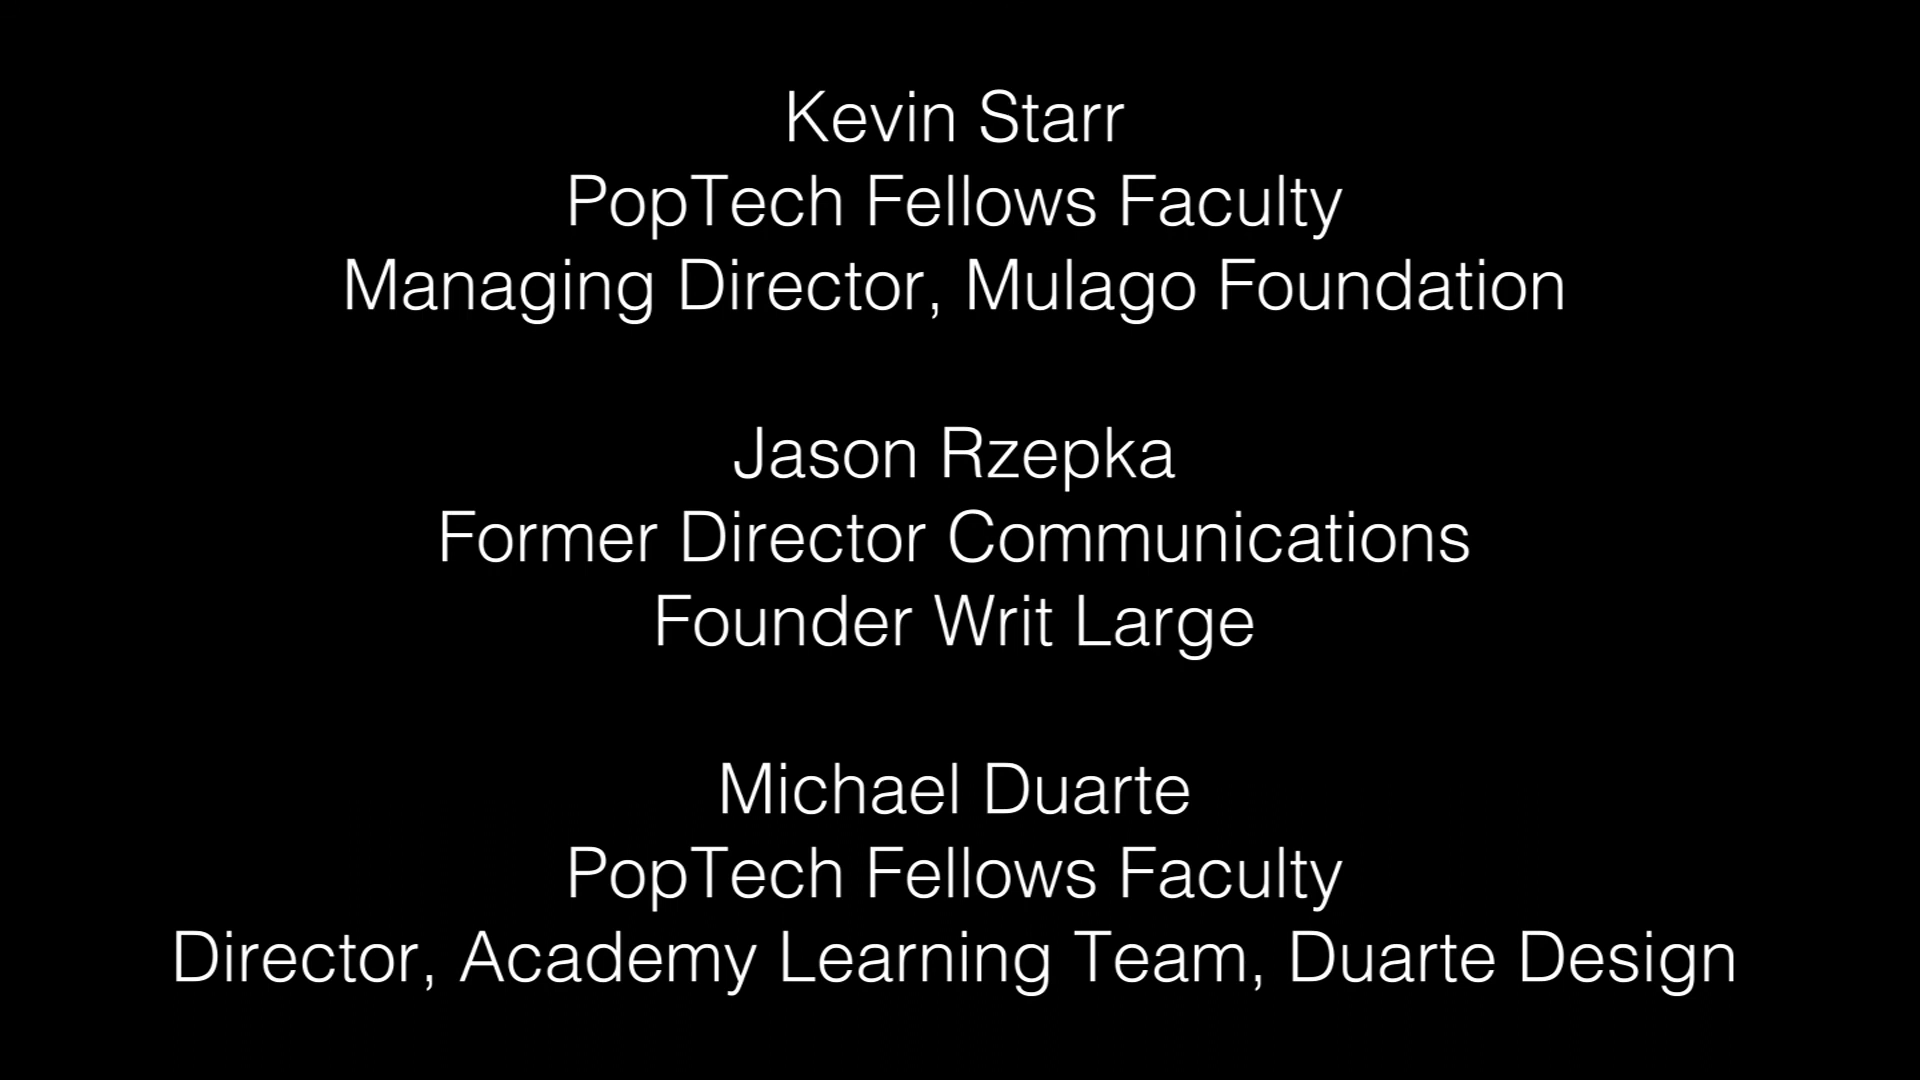 Kevin Starr
PopTech Fellows Faculty
Managing Director, Mulago Foundation
Jason Rzepka
Former Director Communications
Founder Writ Large
Michael Duarte
PopTech Fellows Faculty
Director, Academy Learning Team, Duarte Design